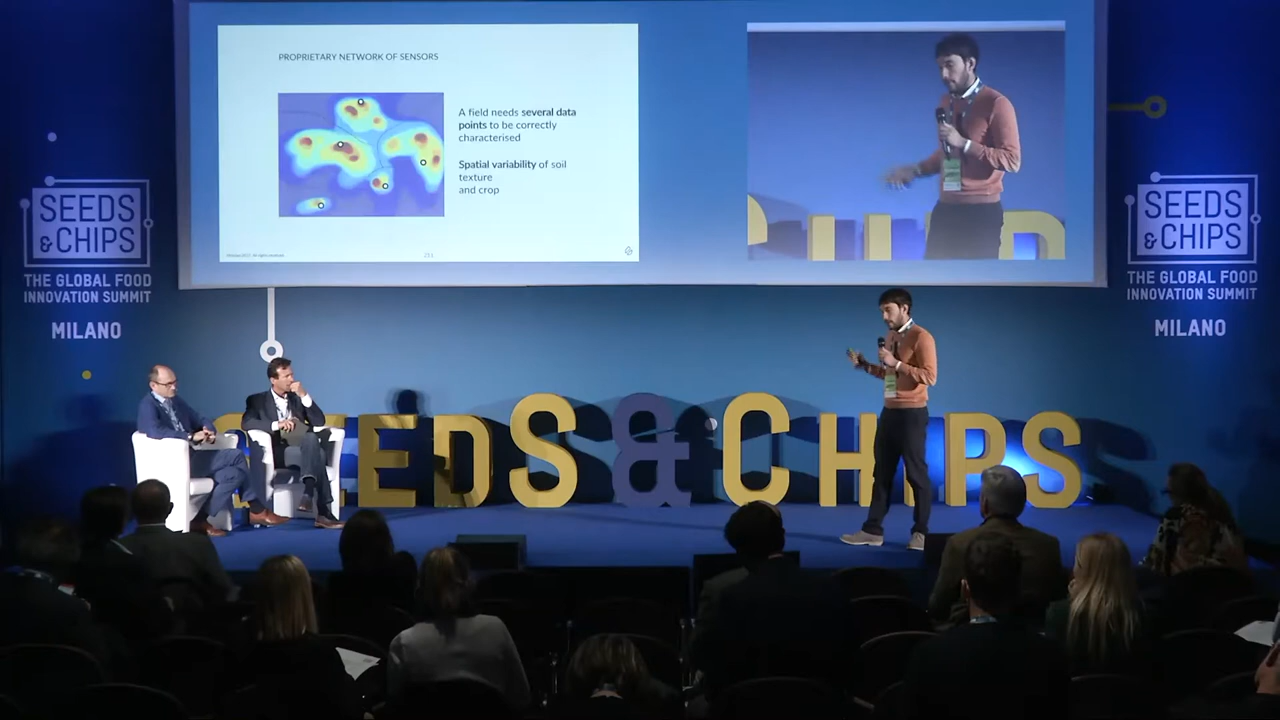 PROPRIETARY NETWORK OF SENSORS
A field needs several data
points to be correctly
characterised
Spatial variability of soil
texture
and crop
SEEDS
&CHIPS
THE GLOBAL FOOD
INNOVATION SUMMIT
MILANO
SEEDS
&CHIPS
THE GLOBAL FOOD
INNOVATION SUMMIT
MILANO
SEEDS & CHIPS